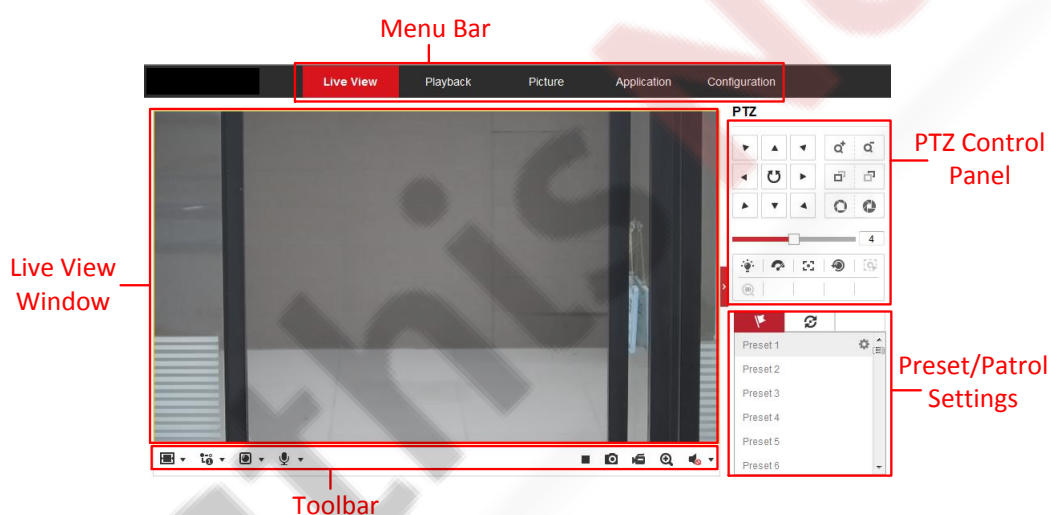 Menu Bar
Live View Playback Picture Application Configuration
PTZ
PTZ Control
Panel
4
Live View
Window
Preset 1
Preset 2
Preset 3
Preset 4
Preset 5
Preset 6
Preset/Patrol
Settings
Toolbar
this